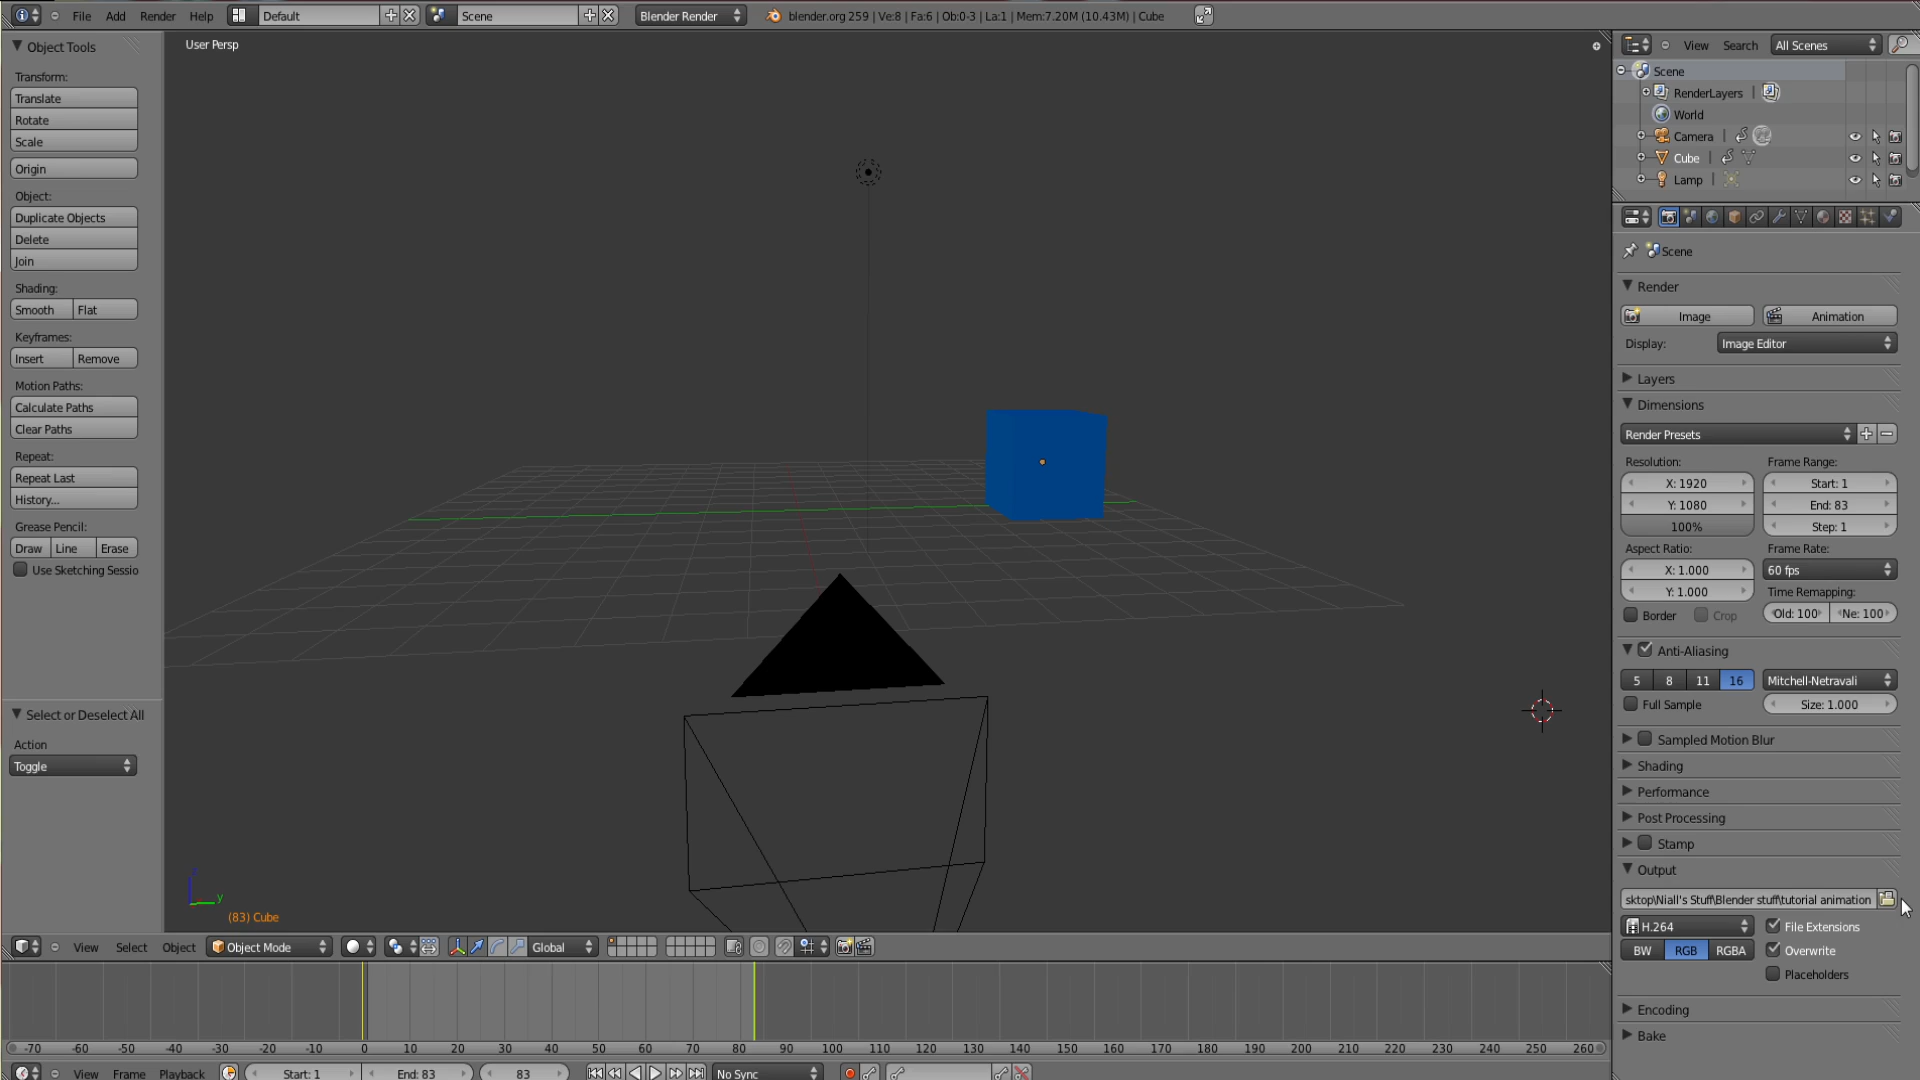 File Add Render Help Default Scene Blender Render blender.org 259 | Ve:8 | Fa:6 | Ob:0-3 | La:1 | Mem:7.20M (10.43M) | Cube
Object Tools
Transform:
Translate
Rotate
Scale
Origin
Object:
Duplicate Objects
Delete
Join
Shading:
Smooth Flat
Keyframes:
Insert Remove
Motion Paths:
Calculate Paths
Clear Paths
Repeat:
Repeat Last
History...
Grease Pencil:
Draw Line Erase
Use Sketching Sessio
Select or Deselect All
Action
Toggle
User Persp
y
(83) Cube
View Select Object Object Mode Global
-70 -60 -50 -40 -30 -20 -10 0 10 20 30 40 50 60 70 80 90 100 110 120 130 140 150 160 170 180 190 200 210 220 230 240 250 260
View Frame Playback Start: 1 End: 83 83 No Sync
View Search All Scenes
Scene
RenderLayers |
World
Camera |
Cube |
Lamp |
Scene
Render
Image Animation
Display: Image Editor
Layers
Dimensions
Render Presets
Resolution: Frame Range:
X: 1920 Start: 1
Y: 1080 End: 83
100% Step: 1
Aspect Ratio: Frame Rate:
X: 1.000 60 fps
Y: 1.000 Time Remapping:
Border Crop Old: 100 Ne: 100
Anti-Aliasing
5 8 11 16 Mitchell-Netravali
Full Sample Size: 1.000
Sampled Motion Blur
Shading
Performance
Post Processing
Stamp
Output
sktop\Niall's Stuff\Blender stuff\tutorial animation
H.264 File Extensions
BW RGB RGBA Overwrite
Placeholders
Encoding
Bake